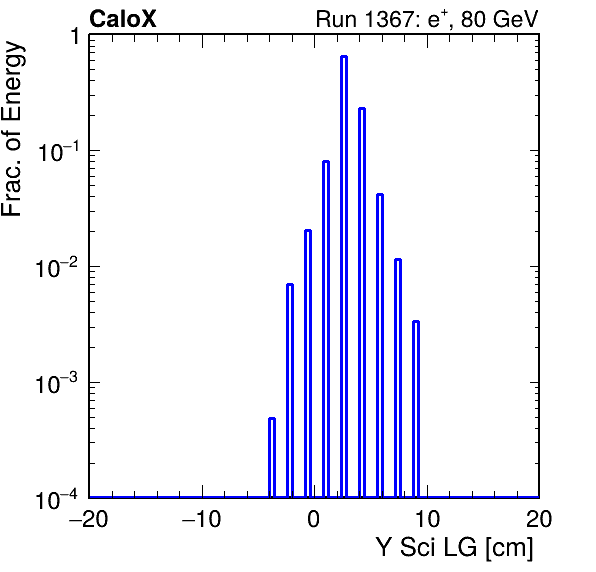 CaloX Run 1367: e⁺, 80 GeV
Frac. of Energy
1
10⁻¹
10⁻²
10⁻³
10⁻⁴
−20 −10 0 10 20
Y Sci LG [cm]